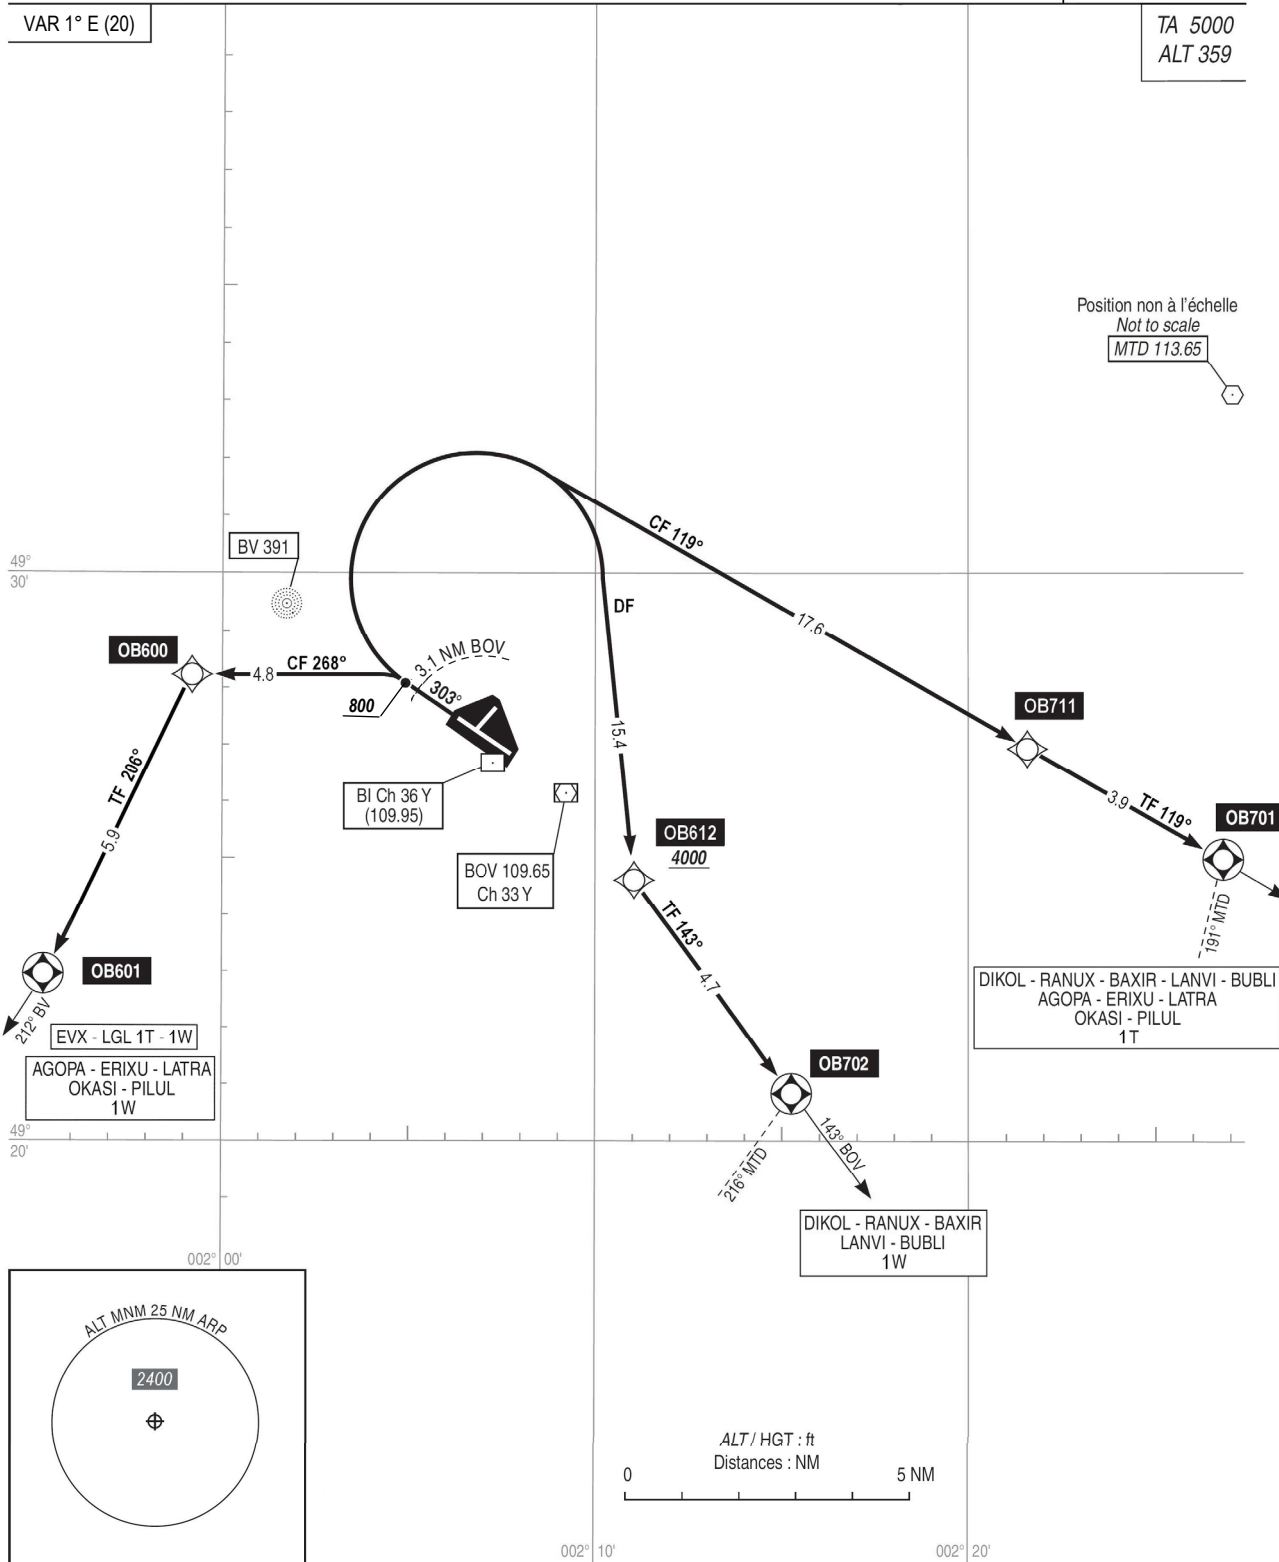 VAR 1° E (20)
TA 5000
ALT 359
Position non à l'échelle
Not to scale
MTD 113.65
CF 119°
BV 391
49°
30'
DF
17.6
OB600
3.1 NM BOV
CF 268°
4.8
303°
800
OB711
15.4
TF 206°
BI Ch 36 Y
(109.95)
3.9
TF 119°
OB701
OB612
4000
5.9
BOV 109.65
Ch 33 Y
TF 143°
191° MTD
OB601
4.7
DIKOL - RANUX - BAXIR - LANVI - BUBLI
AGOPA - ERIXU - LATRA
OKASI - PILUL
1T
212° BV
EVX - LGL 1T - 1W
AGOPA - ERIXU - LATRA
OKASI - PILUL
1W
OB702
49°
20'
143° BOV
216° MTD
DIKOL - RANUX - BAXIR
LANVI - BUBLI
1W
002° 00'
ALT MNM 25 NM ARP
2400
ALT / HGT : ft
Distances : NM
0
5 NM
002° 10'
002° 20'